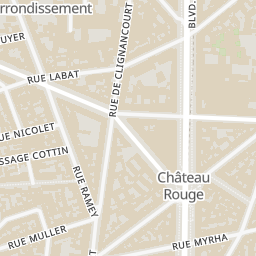 rrondissement
UYER
RUE LABAT
RUE DE CLIGNANCOURT
BLVD.
UE NICOLET
SSAGE COTTIN
RUE RAMEY
Château
Rouge
RUE MULLER
RUE MYRHA